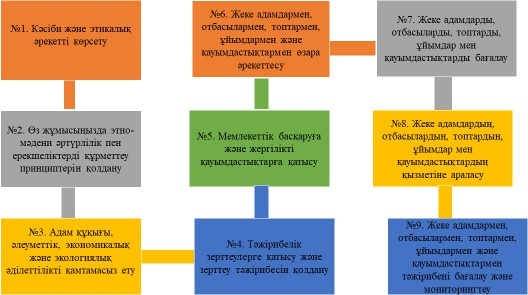 №1. Кәсіби және этикалық
әрекетті көрсету
№2. Өз жұмысыңызда этно-
мәдени әртүрлілік пен
ерекшеліктерді құрметтеу
принциптерін қолдану
№3. Адам құқығы,
әлеуметтік, экономикалық
және экологиялық
әділеттілікті қамтамасыз ету
№4. Тәжірибелік
зерттеулерге қатысу және
зерттеу тәжірибесін қолдану
№5. Мемлекеттік басқаруға
және жергілікті
қауымдастықтарға қатысу
№6. Жеке адамдармен,
отбасылармен, топтармен,
ұйымдармен және
қауымдастықтармен өзара
әрекеттесу
№7. Жеке адамдарды,
отбасыларды, топтарды,
ұйымдар мен
қауымдастықтарды бағалау
№8. Жеке адамдардың,
отбасылардың, топтардың,
ұйымдар мен
қауымдастықтардың
қызметіне араласу
№9. Жеке адамдармен,
отбасылармен, топтармен,
ұйымдармен және
қауымдастықтармен
тәжірибені бағалау және
мониторингтеу